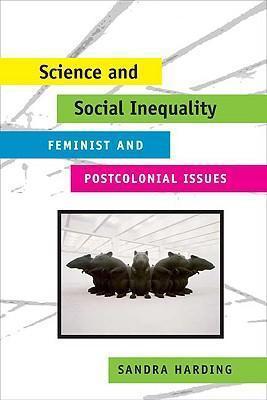 Science and
Social Inequality
FEMINIST AND
POSTCOLONIAL ISSUES
SANDRA HARDING